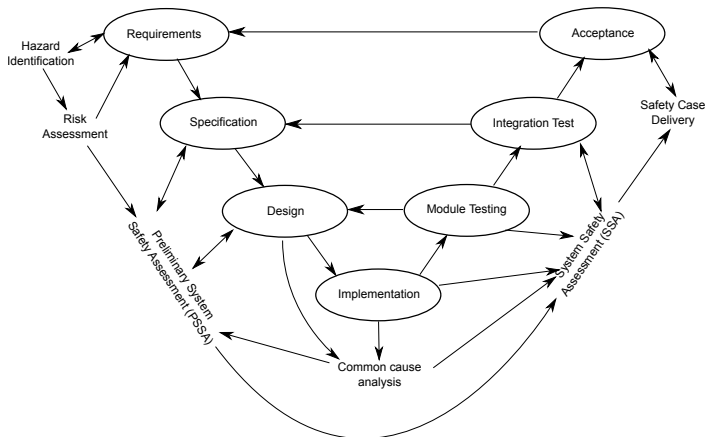 Requirements
Acceptance
Hazard
Identification
Risk
Assessment
Safety Case
Delivery
Specification
Integration Test
Design
Module Testing
Preliminary System
Safety Assessment (PSSA)
System Safety
Assessment (SSA)
Implementation
Common cause
analysis